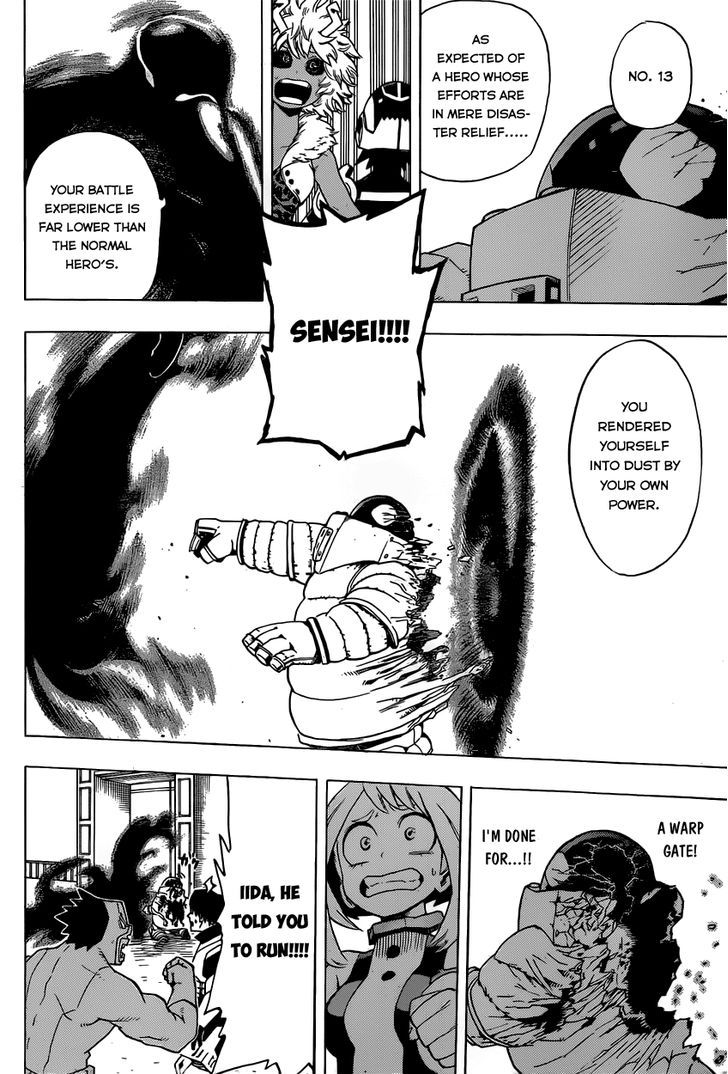 NO. 13
AS
EXPECTED OF
A HERO WHOSE
EFFORTS ARE
IN MERE DISAS-
TER RELIEF.....
YOUR BATTLE
EXPERIENCE IS
FAR LOWER THAN
THE NORMAL
HERO'S.
SENSEI!!!!
YOU
RENDERED
YOURSELF
INTO DUST BY
YOUR OWN
POWER.
A WARP
GATE!
I'M DONE
FOR...!!
IIDA, HE
TOLD YOU
TO RUN!!!!